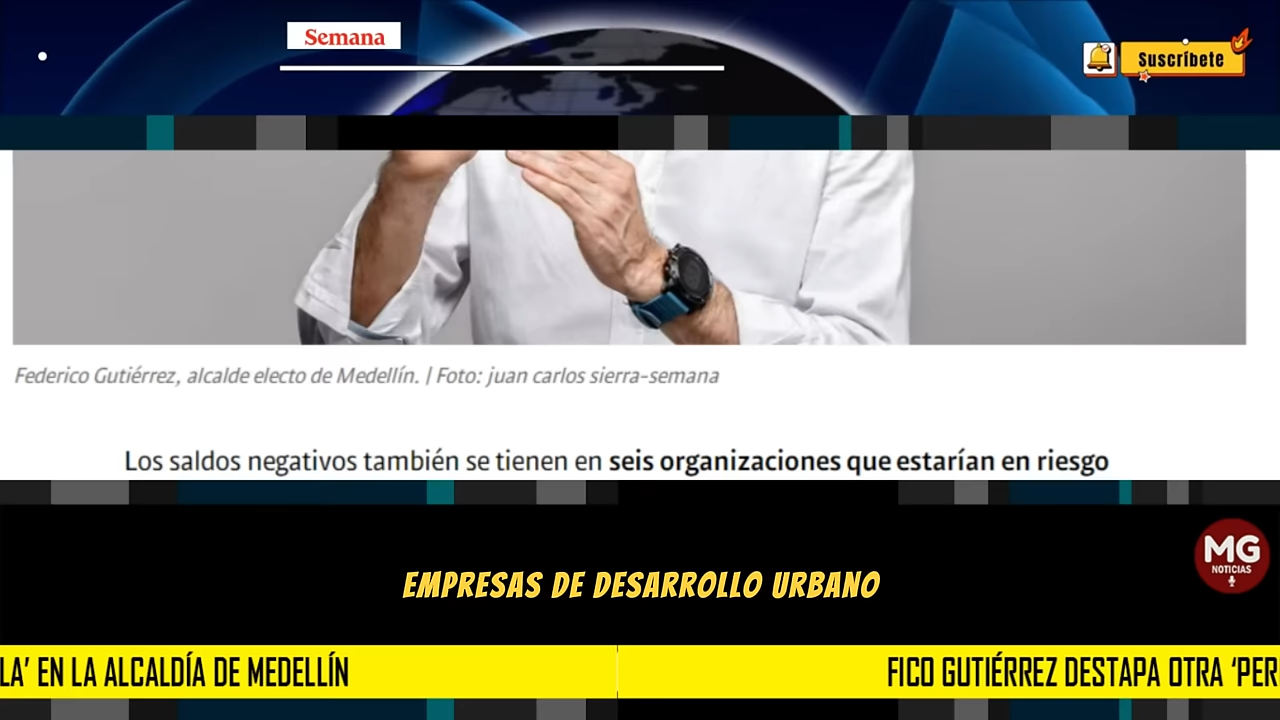 Semana
Suscríbete
Federico Gutiérrez, alcalde electo de Medellín. | Foto: juan carlos sierra-semana
Los saldos negativos también se tienen en seis organizaciones que estarían en riesgo
MG
NOTICIAS
EMPRESAS DE DESARROLLO URBANO
LA’ EN LA ALCALDÍA DE MEDELLÍN
FICO GUTIÉRREZ DESTAPA OTRA ‘PER